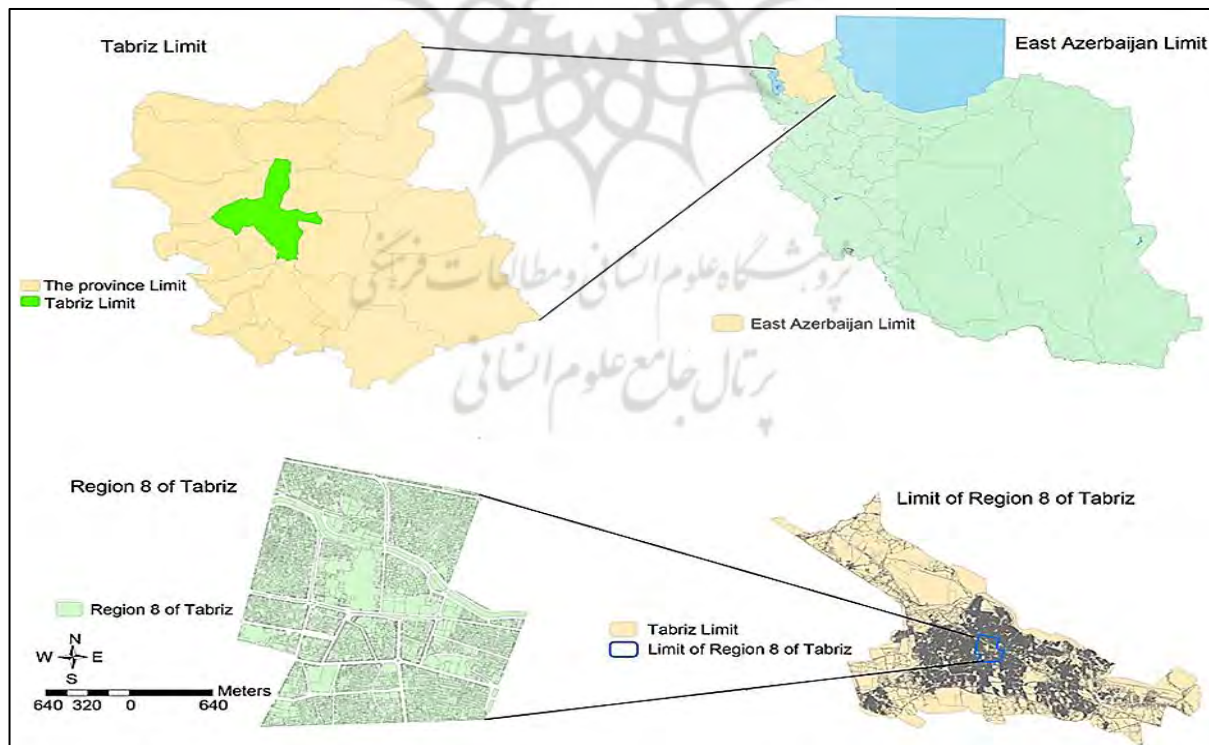 Tabriz Limit
East Azerbaijan Limit
The province Limit
Tabriz Limit
East Azerbaijan Limit
پژوهشگاه علوم انسانی و مطالعات فرهنگی
پرتال جامع علوم انسانی
Region 8 of Tabriz
Limit of Region 8 of Tabriz
Region 8 of Tabriz
Tabriz Limit
Limit of Region 8 of Tabriz
N
W E
S
Meters
640 320 0 640